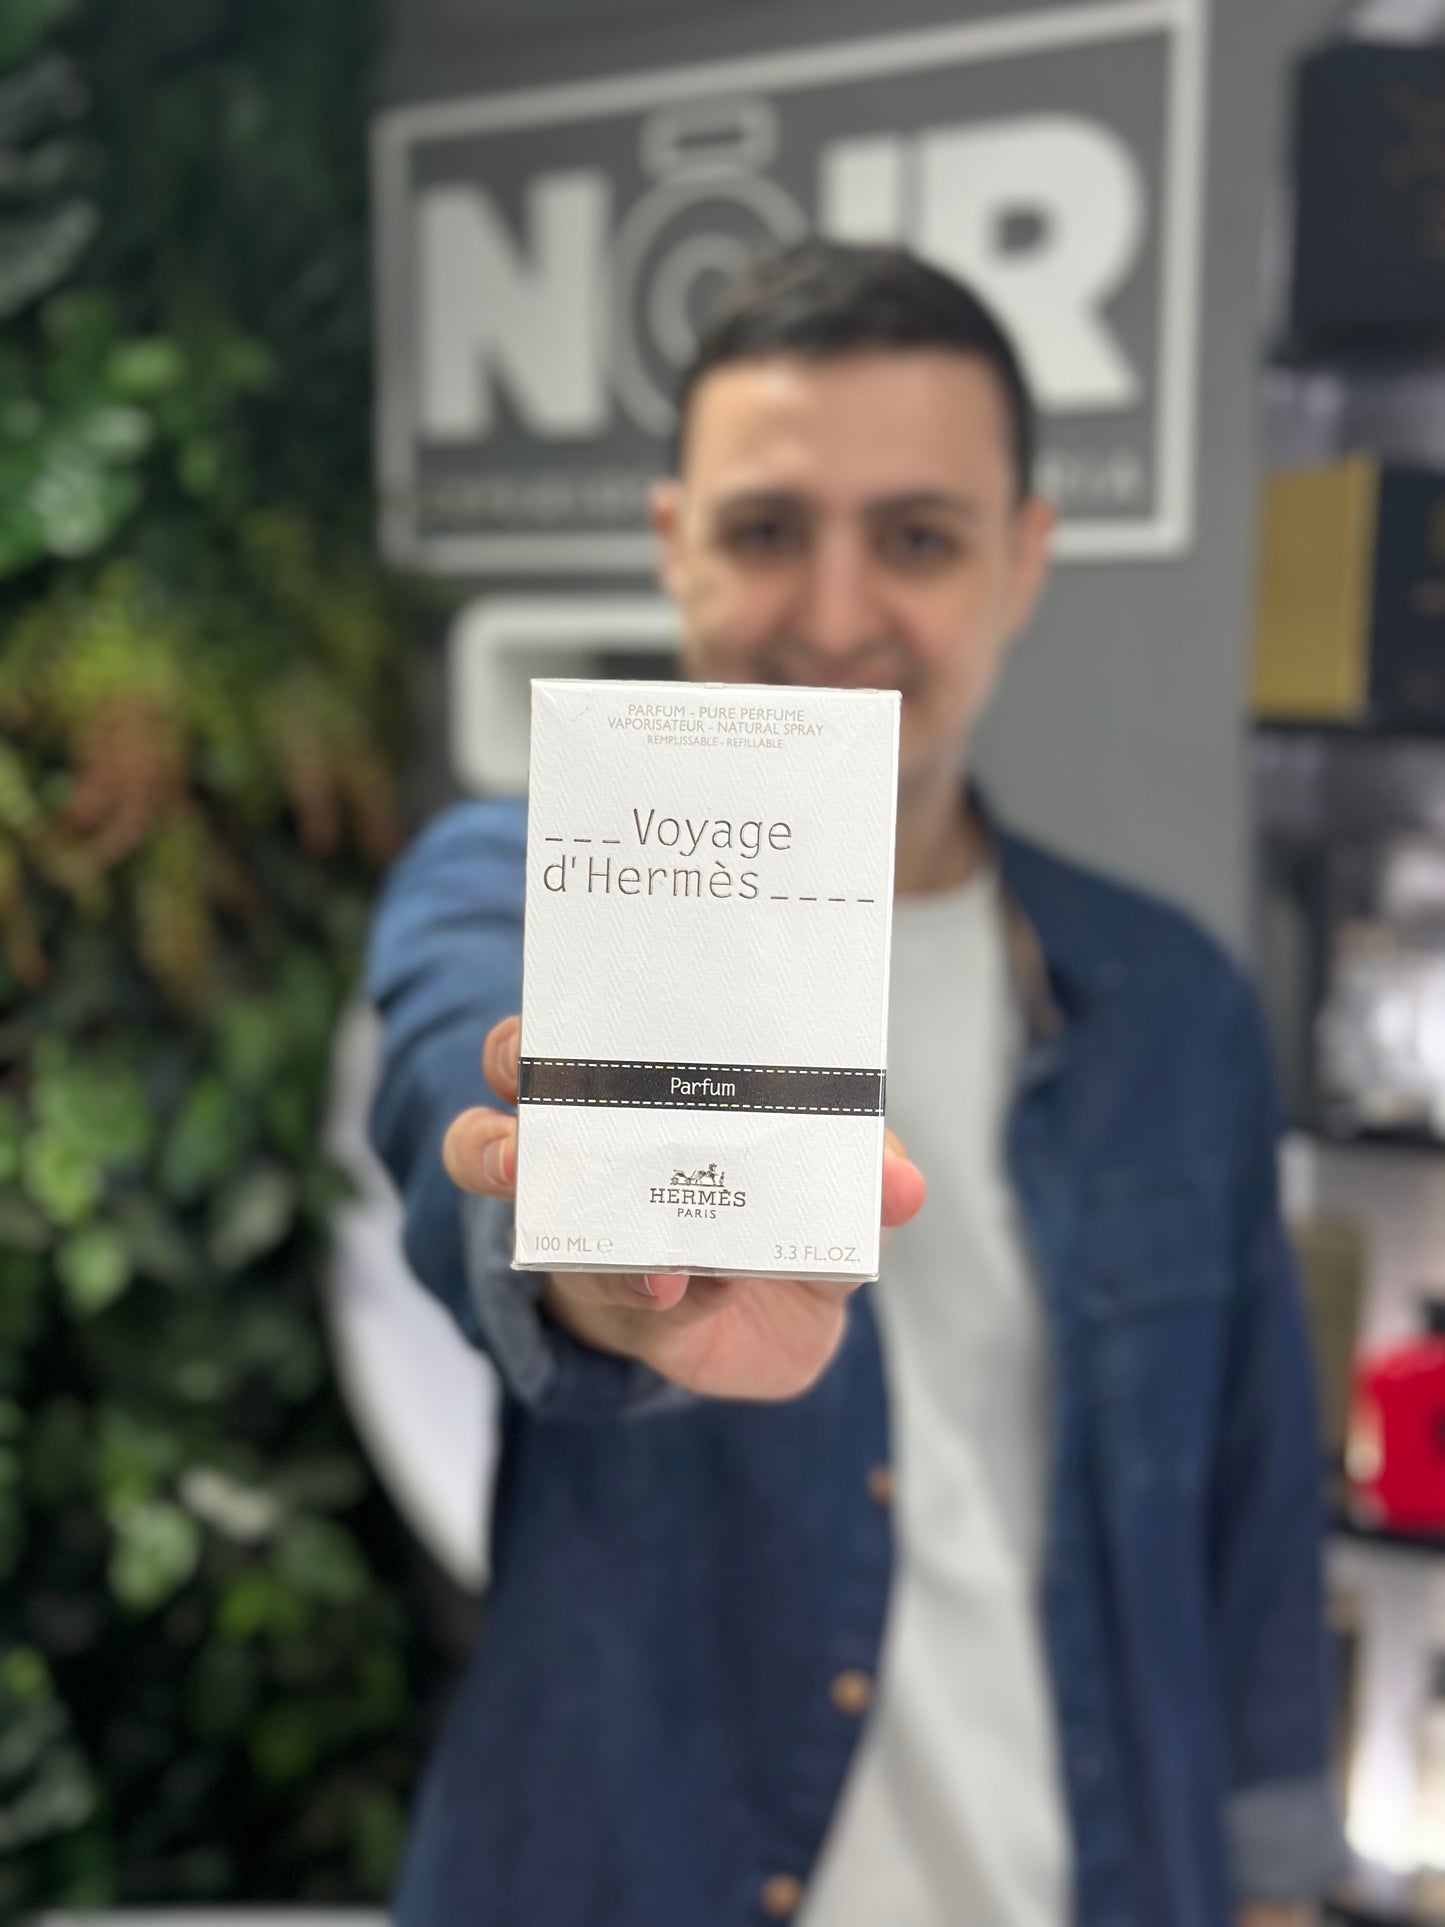 NOIR
PARFUM - PURE PERFUME
VAPORISATEUR - NATURAL SPRAY
REMPLISSABLE - REFILLABLE
___Voyage
d'Hermès____
Parfum
HERMÈS
PARIS
100 ML ℮
3.3 FL.OZ.